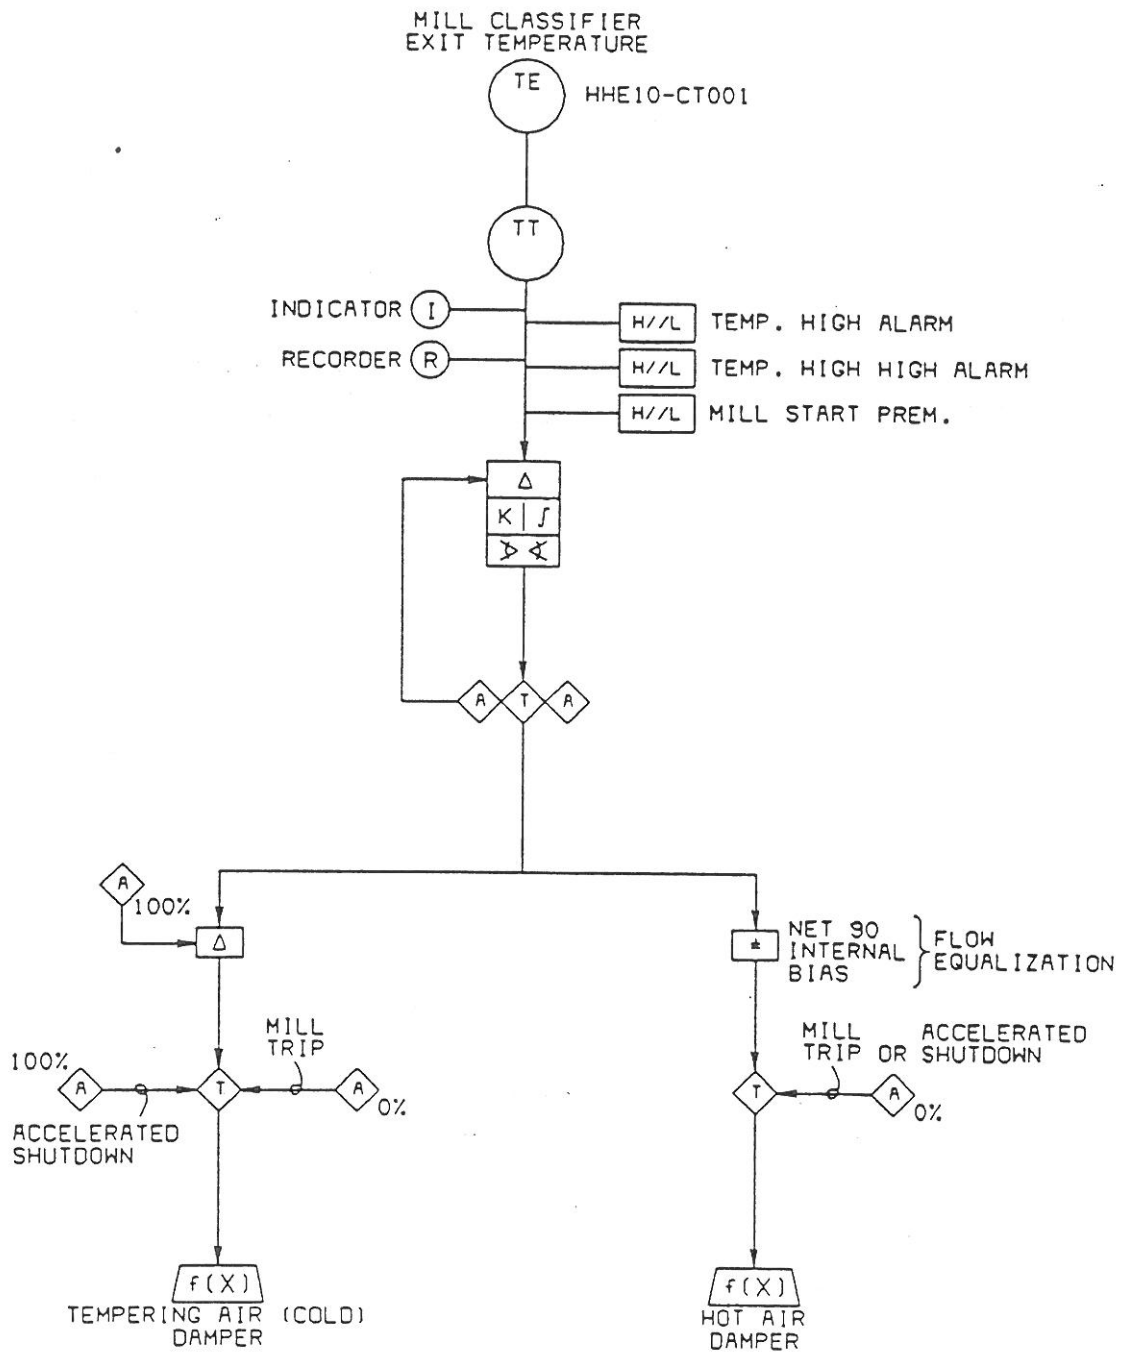 MILL CLASSIFIER
EXIT TEMPERATURE
TE
HHE10-CT001
TT
INDICATOR I
H//L TEMP. HIGH ALARM
RECORDER R
H//L TEMP. HIGH HIGH ALARM
H//L MILL START PREM.
Δ
K ∫
A T A
A
100%
Δ
±
NET 90
INTERNAL
BIAS
FLOW
EQUALIZATION
MILL
TRIP
100%
A T A
0%
ACCELERATED
SHUTDOWN
MILL ACCELERATED
TRIP OR SHUTDOWN
T A
0%
f(X)
TEMPERING AIR (COLD)
DAMPER
f(X)
HOT AIR
DAMPER